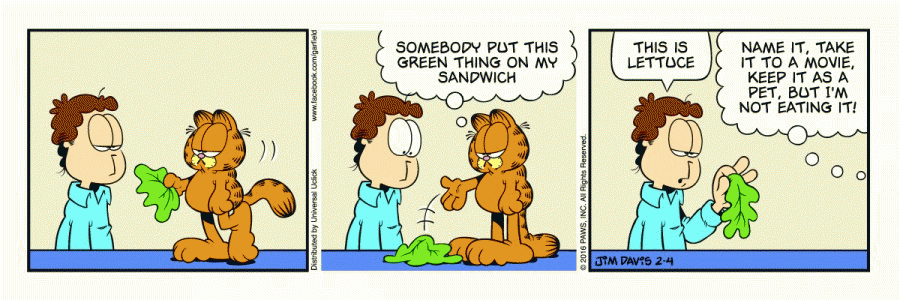 www.facebook.com/garfield
Distributed by Universal Uclick
SOMEBODY PUT THIS
GREEN THING ON MY
SANDWICH
© 2016 PAWS, INC. All Rights Reserved.
THIS IS
LETTUCE
NAME IT, TAKE
IT TO A MOVIE,
KEEP IT AS A
PET, BUT I'M
NOT EATING IT!
JIM DAVIS 2-4